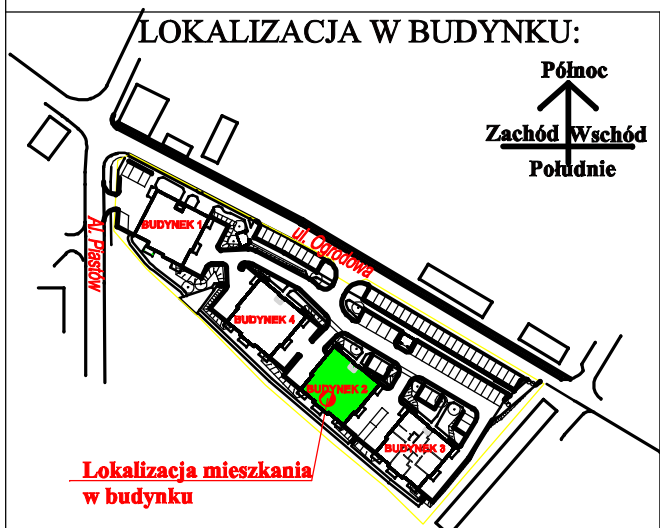 LOKALIZACJA W BUDYNKU:
Północ
Zachód Wschód
Południe
BUDYNEK 1
Al. Piastów
ul. Ogrodowa
BUDYNEK 4
BUDYNEK 2
BUDYNEK 3
Lokalizacja mieszkania
w budynku